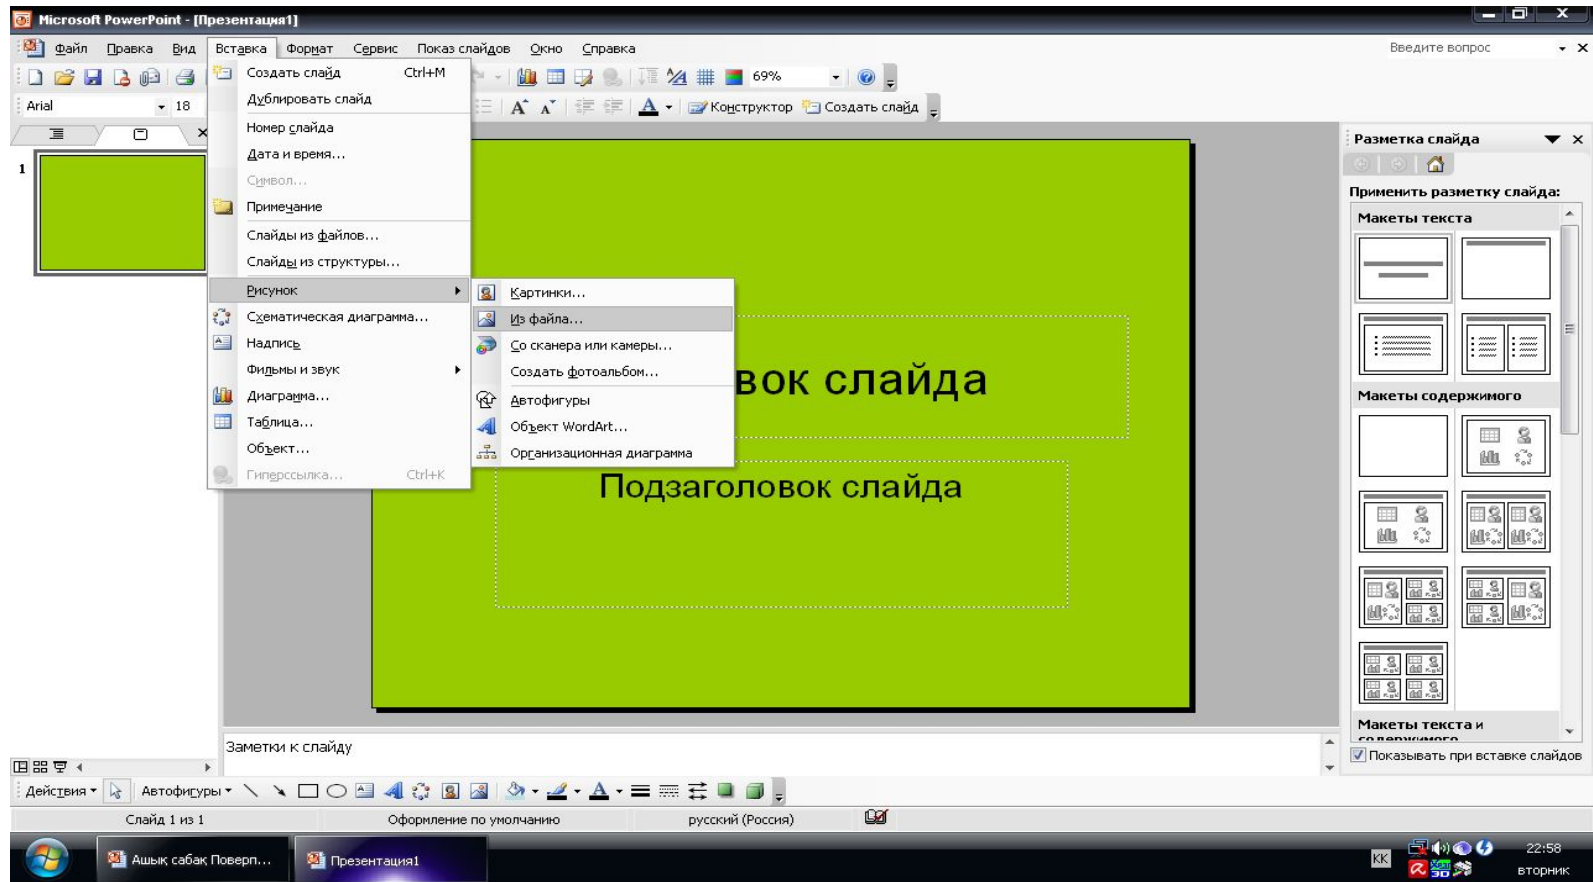 Microsoft PowerPoint - [Презентация1]
Файл Правка Вид Вставка Формат Сервис Показ слайдов Окно Справка Введите вопрос
69%
Arial 18 Конструктор Создать слайд
Создать слайд Ctrl+M
Дублировать слайд
Номер слайда
Дата и время...
Символ...
Примечание
Слайды из файлов...
Слайды из структуры...
Рисунок
Схематическая диаграмма...
Надпись
Фильмы и звук
Диаграмма...
Таблица...
Объект...
Гиперссылка... Ctrl+K
Картинки...
Из файла...
Со сканера или камеры...
Создать фотоальбом...
Автофигуры
Объект WordArt...
Организационная диаграмма
1
вок слайда
Подзаголовок слайда
Разметка слайда
Применить разметку слайда:
Макеты текста
Макеты содержимого
Макеты текста и
содержимого
Показывать при вставке слайдов
Заметки к слайду
Действия Автофигуры
Слайд 1 из 1 Оформление по умолчанию русский (Россия)
Ашық сабақ Поверп... Презентация1 KK 22:58
вторник